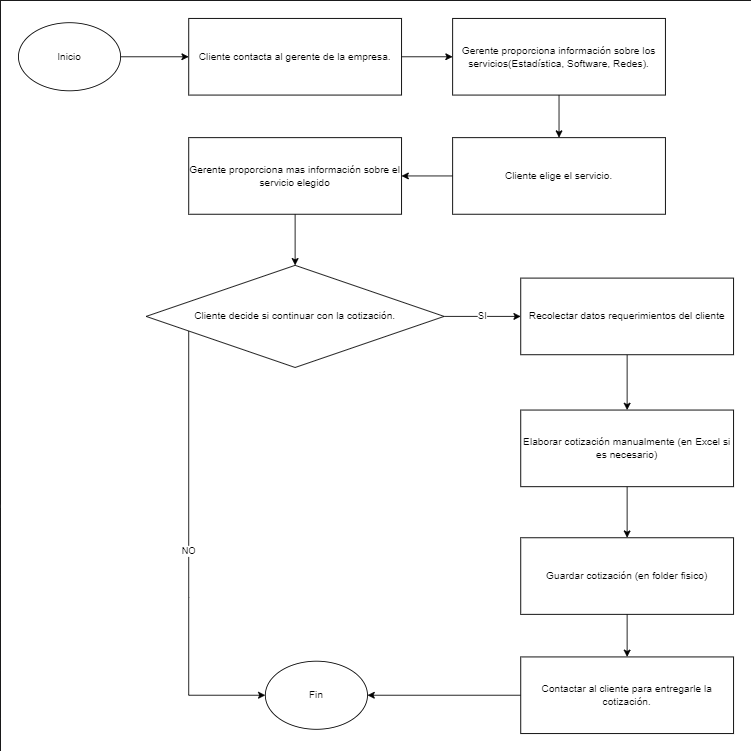 Inicio
Cliente contacta al gerente de la empresa.
Gerente proporciona información sobre los
servicios(Estadística, Software, Redes).
Gerente proporciona mas información sobre el
servicio elegido
Cliente elige el servicio.
Cliente decide si continuar con la cotización.
SI
Recolectar datos requerimientos del cliente
Elaborar cotización manualmente (en Excel si
es necesario)
NO
Guardar cotización (en folder fisico)
Fin
Contactar al cliente para entregarle la
cotización.